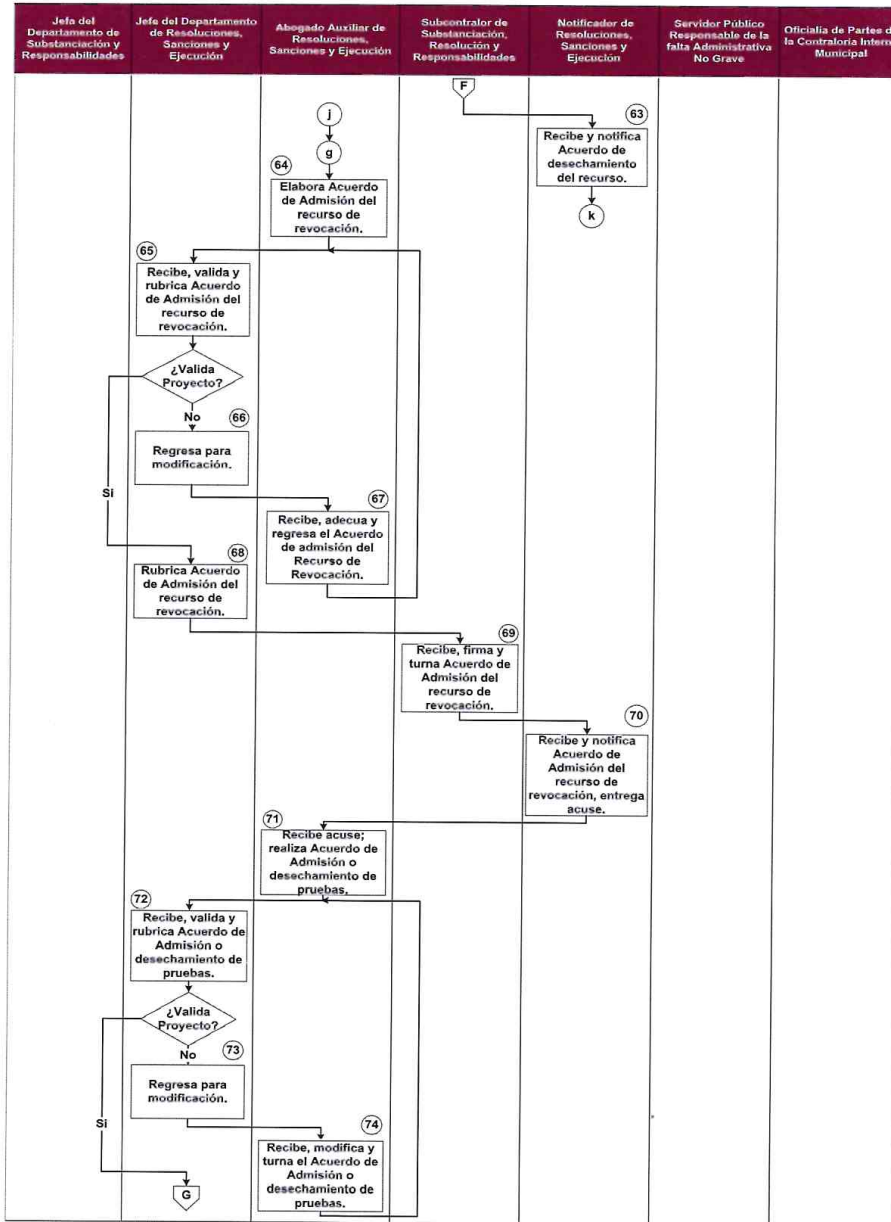 Jefa del
Departamento de
Substanciación y
Responsabilidades
Jefe del Departamento
de Resoluciones,
Sanciones y
Ejecución
Abogado Auxiliar de
Resoluciones,
Sanciones y Ejecución
Subcontralor de
Substanciación,
Resolución y
Responsabilidades
Notificador de
Resoluciones,
Sanciones y
Ejecución
Servidor Público
Responsable de la
falta Administrativa
No Grave
Oficialía de Partes d
la Contraloría Intern
Municipal
F
j
g
63
Recibe y notifica
Acuerdo de
desechamiento
del recurso.
k
64
Elabora Acuerdo
de Admisión del
recurso de
revocación.
65
Recibe, valida y
rubrica Acuerdo
de Admisión del
recurso de
revocación.
¿Valida
Proyecto?
No
66
Regresa para
modificación.
Si
67
Recibe, adecua y
regresa el Acuerdo
de admisión del
Recurso de
Revocación.
68
Rubrica Acuerdo
de Admisión del
recurso de
revocación.
69
Recibe, firma y
turna Acuerdo de
Admisión del
recurso de
revocación.
70
Recibe y notifica
Acuerdo de
Admisión del
recurso de
revocación, entrega
acuse.
71
Recibe acuse;
realiza Acuerdo de
Admisión o
desechamiento de
pruebas.
72
Recibe, valida y
rubrica Acuerdo de
Admisión o
desechamiento de
pruebas.
¿Valida
Proyecto?
No
73
Regresa para
modificación.
Si
74
Recibe, modifica y
turna el Acuerdo de
Admisión o
desechamiento de
pruebas.
G